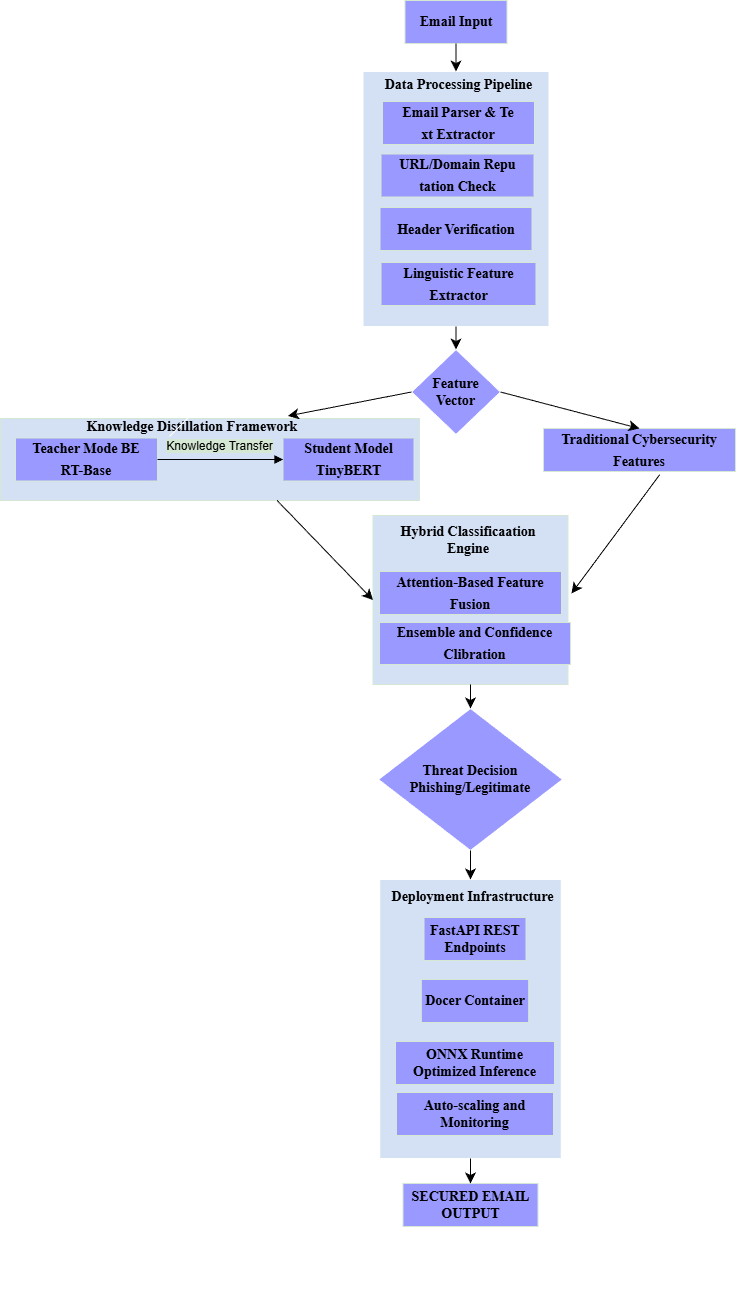 Email Input
Data Processing Pipeline
Email Parser & Te
xt Extractor
URL/Domain Repu
tation Check
Header Verification
Linguistic Feature
Extractor
Feature
Vector
Knowledge Distillation Framework
Teacher Mode BE
RT-Base
Knowledge Transfer
Student Model
TinyBERT
Traditional Cybersecurity
Features
Hybrid Classificaation
Engine
Attention-Based Feature
Fusion
Ensemble and Confidence
Clibration
Threat Decision
Phishing/Legitimate
Deployment Infrastructure
FastAPI REST
Endpoints
Docer Container
ONNX Runtime
Optimized Inference
Auto-scaling and
Monitoring
SECURED EMAIL
OUTPUT